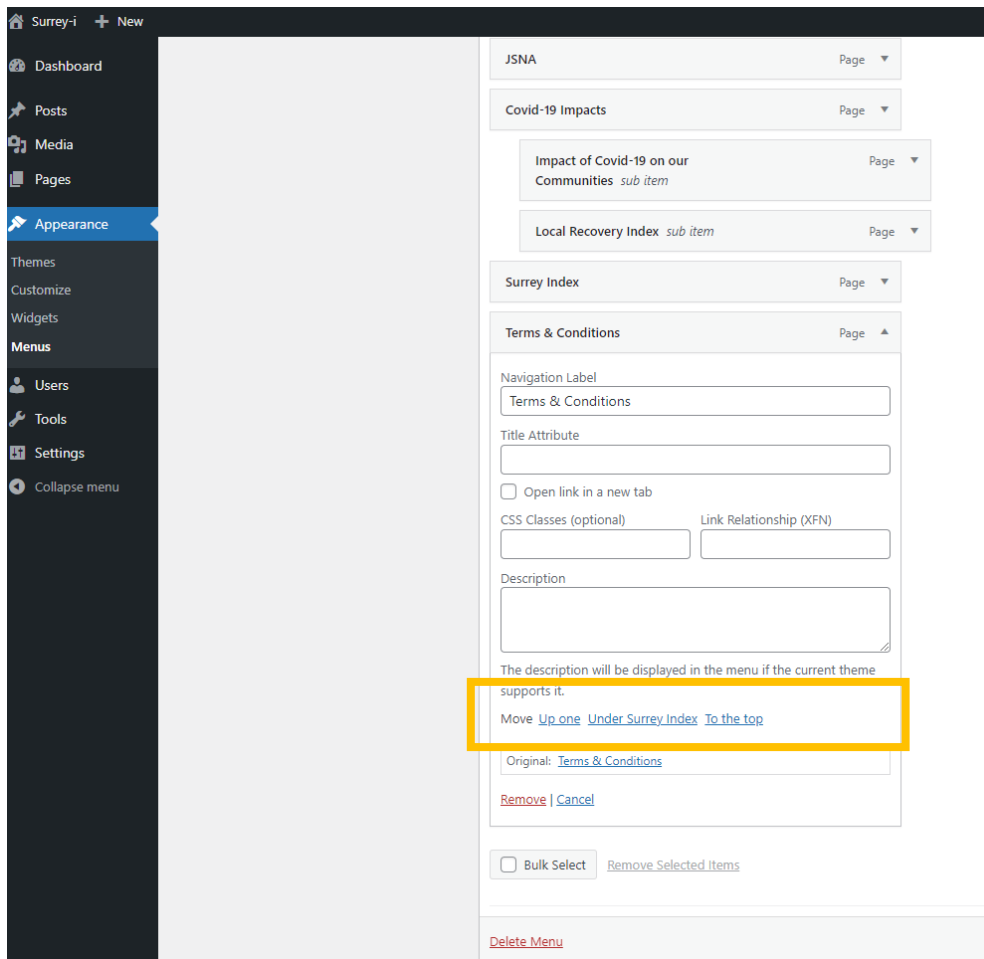 Surrey-i New
Dashboard
Posts
Media
Pages
Appearance
Themes
Customize
Widgets
Menus
Users
Tools
Settings
Collapse menu
JSNA Page
Covid-19 Impacts Page
Impact of Covid-19 on our Page
Communities sub item
Local Recovery Index sub item Page
Surrey Index Page
Terms & Conditions Page
Navigation Label
Terms & Conditions
Title Attribute
Open link in a new tab
CSS Classes (optional) Link Relationship (XFN)
Description
The description will be displayed in the menu if the current theme
supports it.
Move Up one Under Surrey Index To the top
Original: Terms & Conditions
Remove | Cancel
Bulk Select Remove Selected Items
Delete Menu